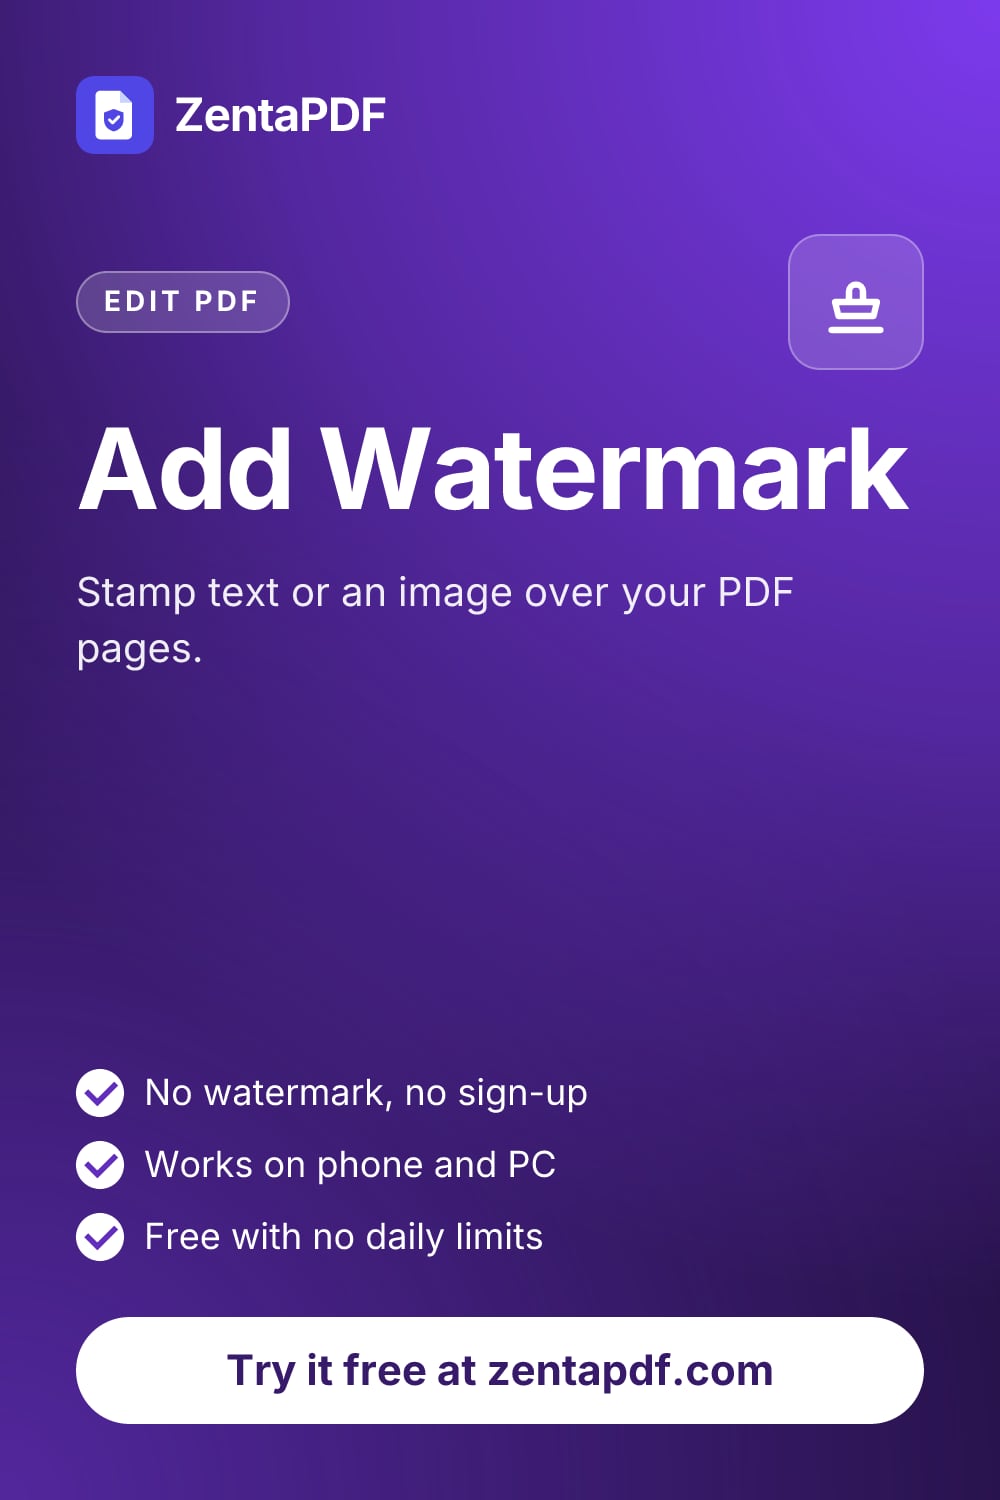 ZentaPDF
EDIT PDF
Add Watermark
Stamp text or an image over your PDF
pages.
No watermark, no sign-up
Works on phone and PC
Free with no daily limits
Try it free at zentapdf.com